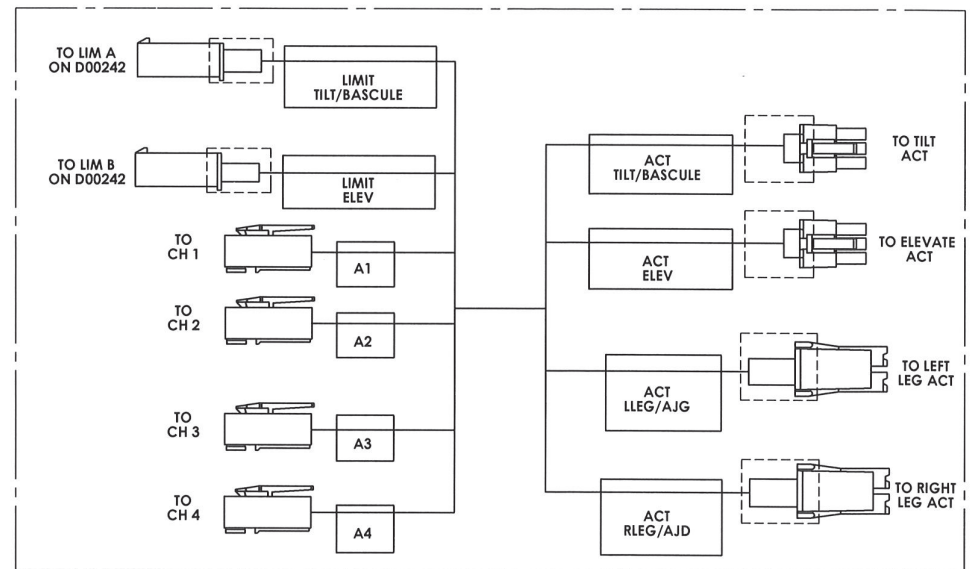 TO LIM A
ON D00242
LIMIT
TILT/BASCULE
TO LIM B
ON D00242
LIMIT
ELEV
TO
CH 1
A1
TO
CH 2
A2
TO
CH 3
A3
TO
CH 4
A4
ACT
TILT/BASCULE
TO TILT
ACT
ACT
ELEV
TO ELEVATE
ACT
ACT
LLEG/AJG
TO LEFT
LEG ACT
ACT
RLEG/AJD
TO RIGHT
LEG ACT